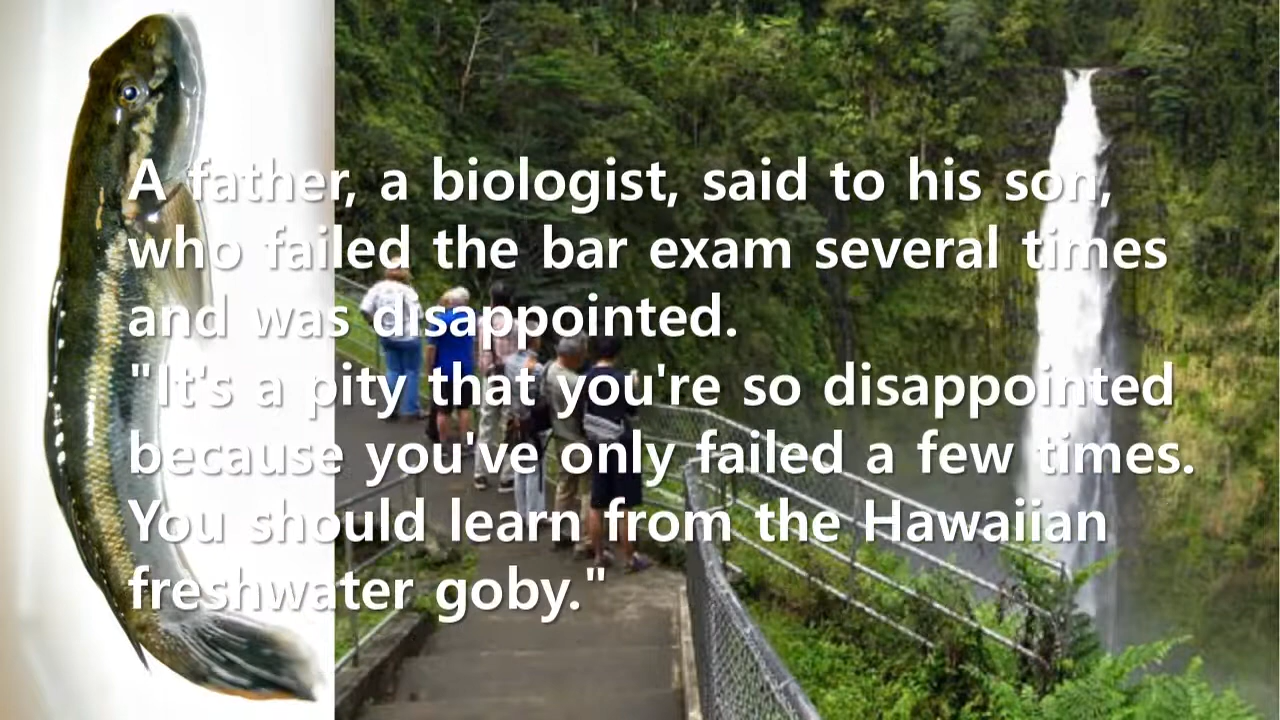 A father, a biologist, said to his son,
who failed the bar exam several times
and was disappointed.
"It's a pity that you're so disappointed
because you've only failed a few times.
You should learn from the Hawaiian
freshwater goby."